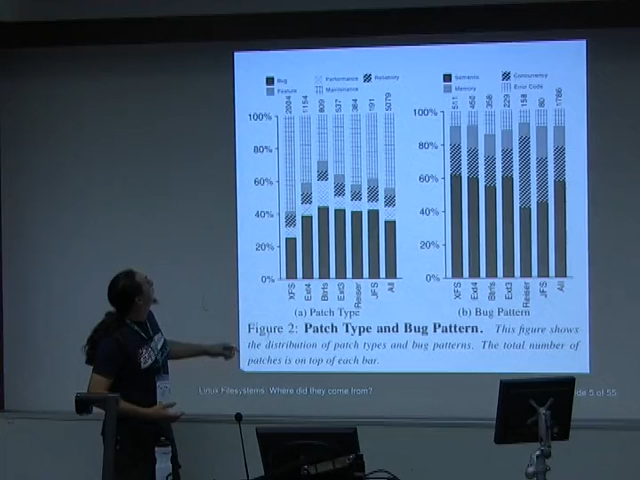 Bug
Feature
Performance
Maintenance
Reliability
2004 1154 809 537 384 191 5079
100%
80%
60%
40%
20%
0%
XFS Ext4 Btrfs Ext3 Reiser JFS All
(a) Patch Type
Semantic
Memory
Concurrency
Error Code
511 450 358 229 158 80 1786
100%
80%
60%
40%
20%
0%
XFS Ext4 Btrfs Ext3 Reiser JFS All
(b) Bug Pattern
Figure 2: Patch Type and Bug Pattern. This figure shows
the distribution of patch types and bug patterns. The total number of
patches is on top of each bar.
Linux Filesystems: Where did they come from?
5 of 55